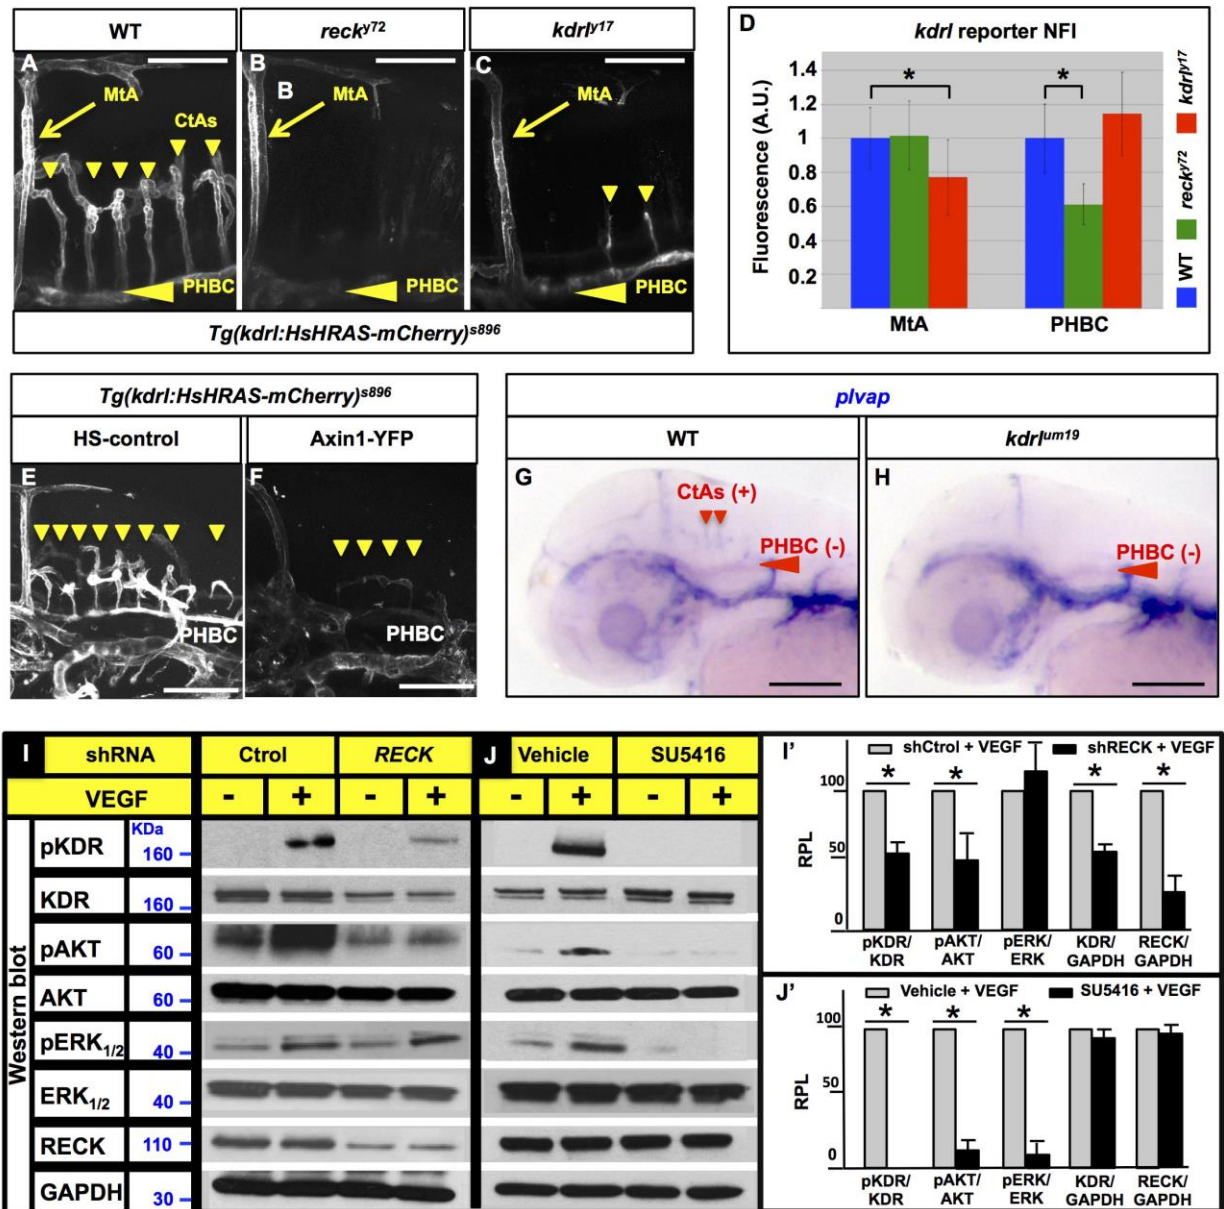 WT
reck^y72
kdrl^y17
A
MtA
CtAs
PHBC
B
B
MtA
PHBC
C
MtA
PHBC
Tg(kdrl:HsHRAS-mCherry)^s896
D
kdrl reporter NFI
Fluorescence (A.U.)
1.4
1.2
1
0.8
0.6
0.4
0.2
*
*
MtA
PHBC
WT
reck^y72
kdrl^y17
Tg(kdrl:HsHRAS-mCherry)^s896
HS-control
Axin1-YFP
E
PHBC
F
PHBC
plvap
WT
kdrl^um19
G
CtAs (+)
PHBC (-)
H
PHBC (-)
I
shRNA
Ctrol
RECK
J
Vehicle
SU5416
VEGF
-
+
-
+
-
+
-
+
Western blot
KDa
pKDR
160
KDR
160
pAKT
60
AKT
60
pERK1/2
40
ERK1/2
40
RECK
110
GAPDH
30
I’
shCtrol + VEGF
shRECK + VEGF
RPL
100
50
0
*
*
*
*
pKDR/
KDR
pAKT/
AKT
pERK/
ERK
KDR/
GAPDH
RECK/
GAPDH
J’
Vehicle + VEGF
SU5416 + VEGF
RPL
100
50
0
*
*
*
pKDR/
KDR
pAKT/
AKT
pERK/
ERK
KDR/
GAPDH
RECK/
GAPDH